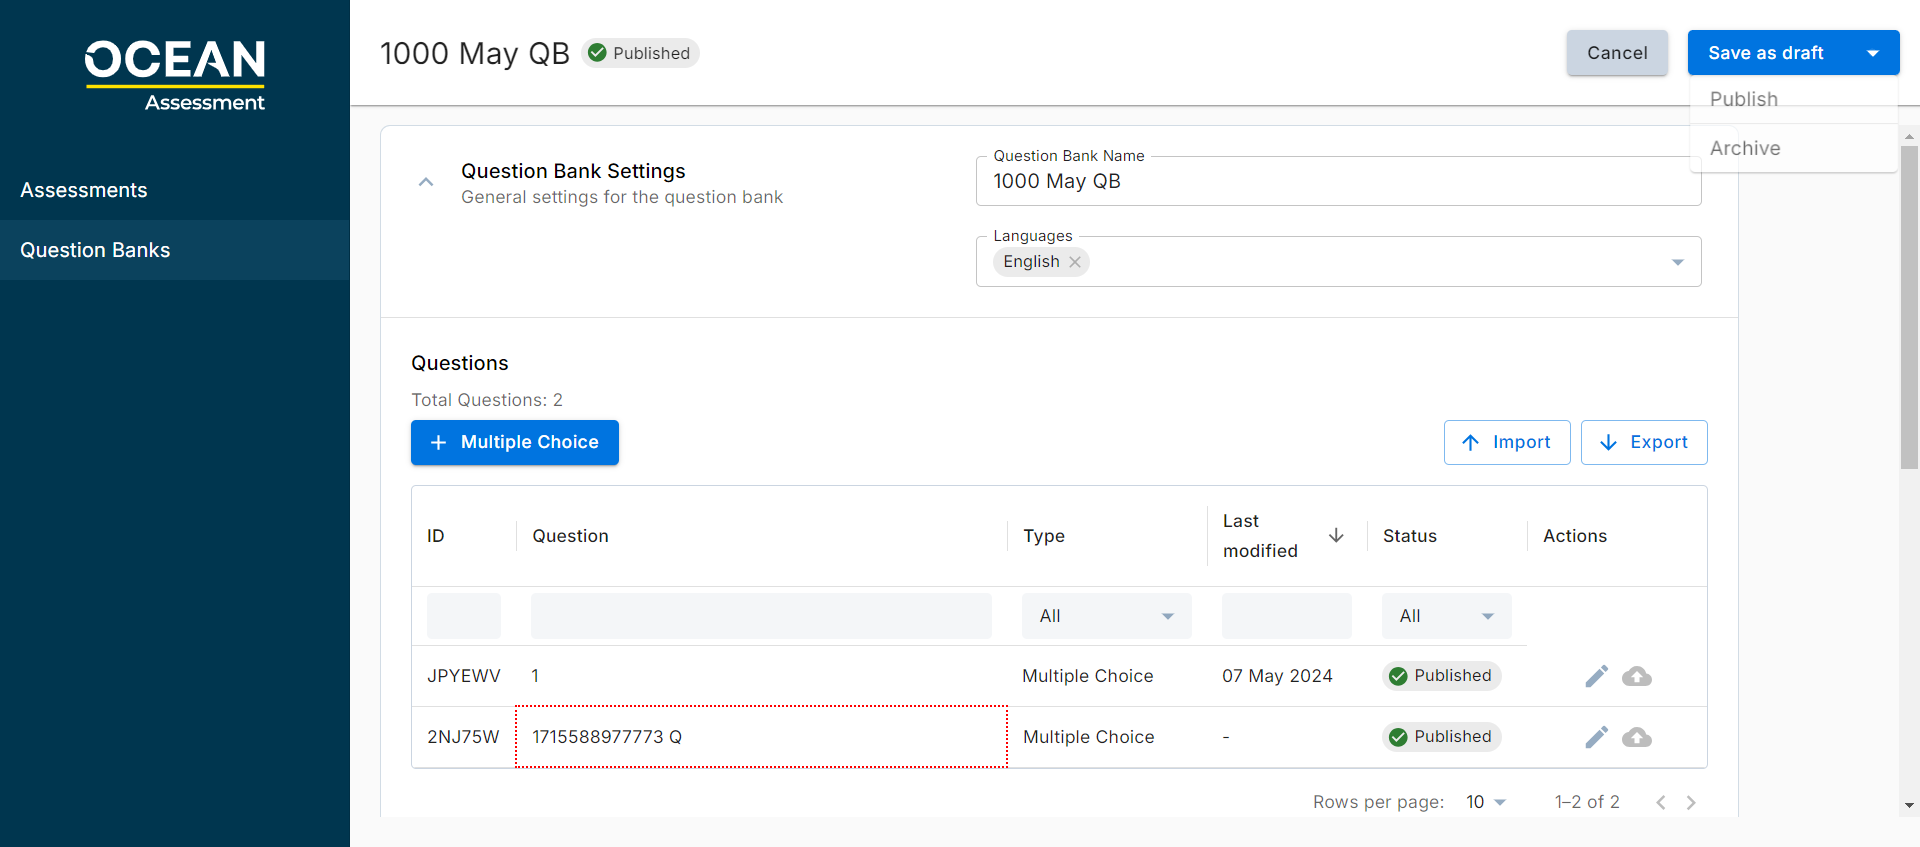 OCEAN
Assessment
Assessments
Question Banks
1000 May QB
Published
Cancel
Save as draft
Publish
Archive
Question Bank Settings
General settings for the question bank
Question Bank Name
1000 May QB
Languages
English
Questions
Total Questions: 2
Multiple Choice
Import
Export
ID
Question
Type
Last
modified
Status
Actions
All
All
JPYEWV 1 Multiple Choice 07 May 2024 Published
2NJ75W 1715588977773 Q Multiple Choice - Published
Rows per page: 10 1–2 of 2